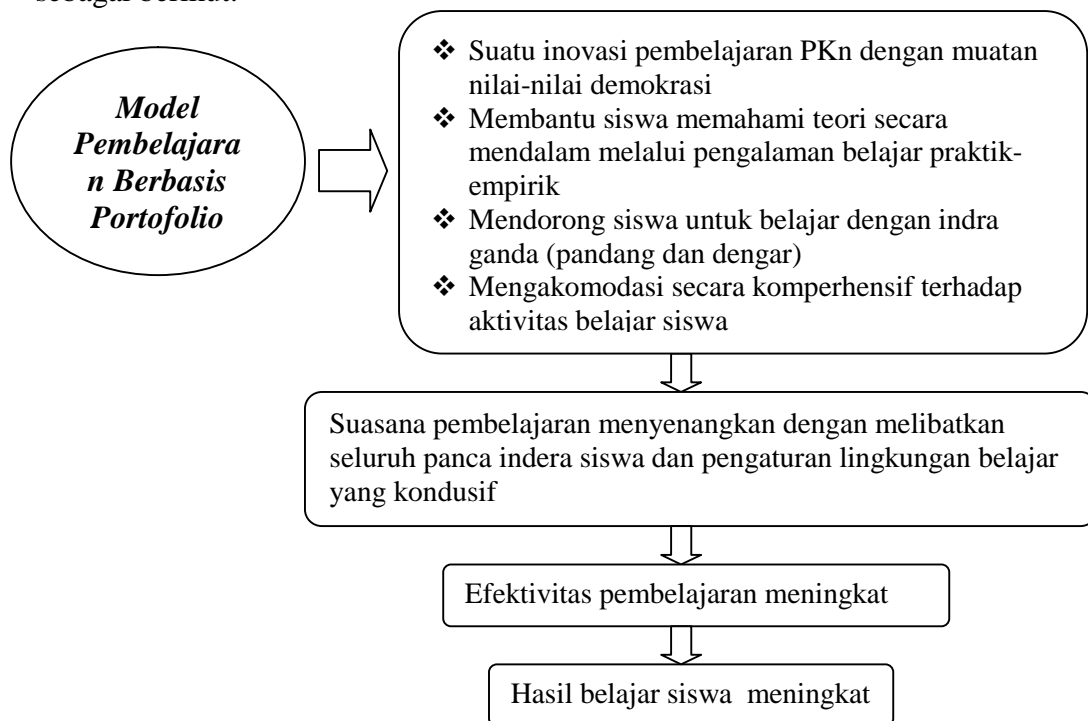 sebagai berikut:
Model
Pembelajara
n Berbasis
Portofolio
❖ Suatu inovasi pembelajaran PKn dengan muatan
nilai-nilai demokrasi
❖ Membantu siswa memahami teori secara
mendalam melalui pengalaman belajar praktik-
empirik
❖ Mendorong siswa untuk belajar dengan indra
ganda (pandang dan dengar)
❖ Mengakomodasi secara komperhensif terhadap
aktivitas belajar siswa
Suasana pembelajaran menyenangkan dengan melibatkan
seluruh panca indera siswa dan pengaturan lingkungan belajar
yang kondusif
Efektivitas pembelajaran meningkat
Hasil belajar siswa meningkat